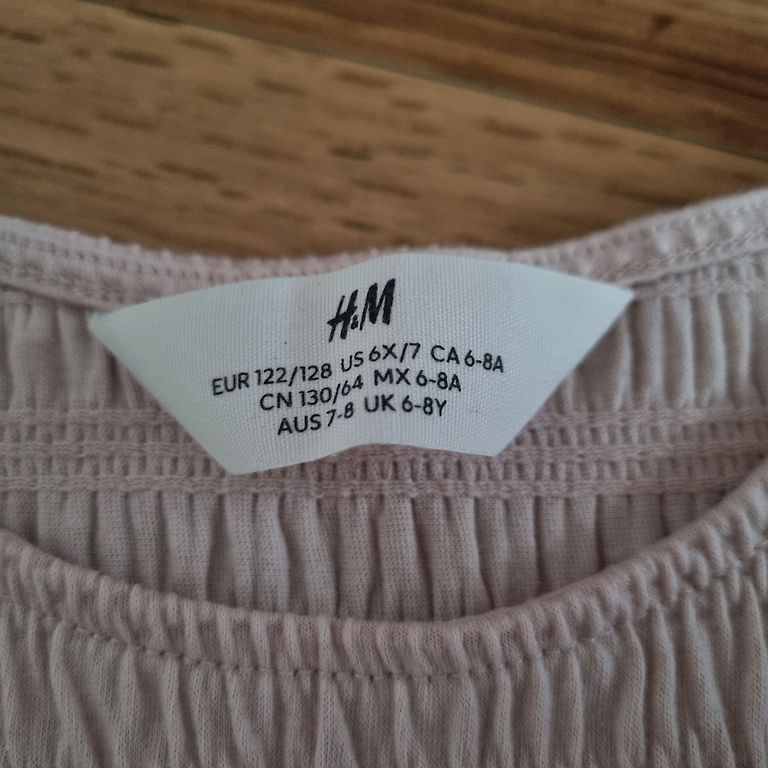 H&M
EUR 122/128 US 6X/7 CA 6-8A
CN 130/64 MX 6-8A
AUS 7-8 UK 6-8Y